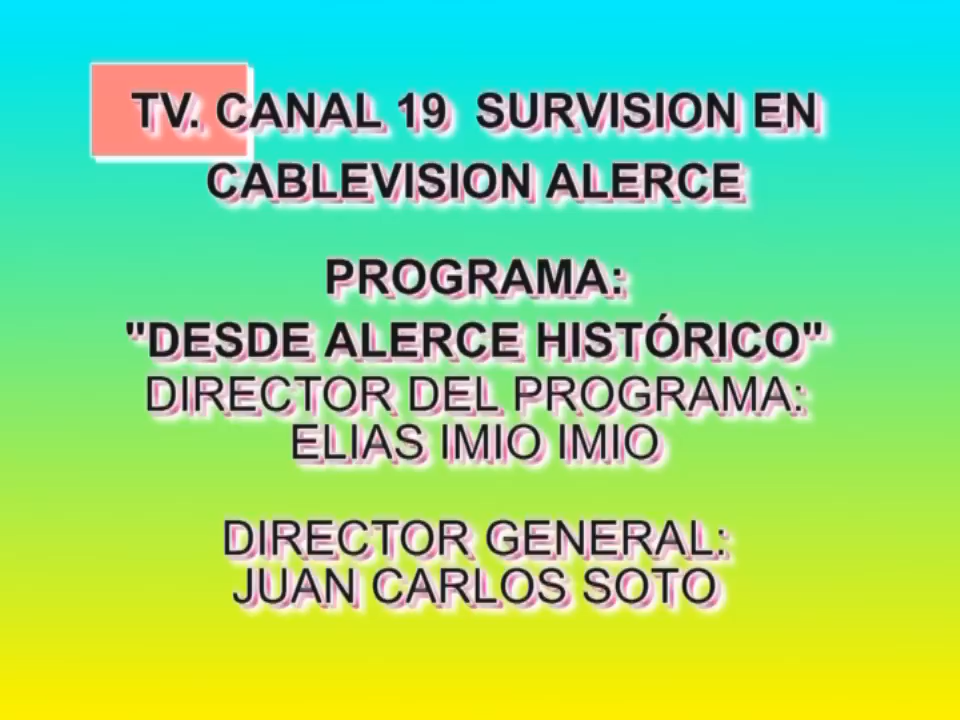 TV. CANAL 19 SURVISION EN
CABLEVISION ALERCE
PROGRAMA:
"DESDE ALERCE HISTÓRICO"
DIRECTOR DEL PROGRAMA:
ELIAS IMIO IMIO
DIRECTOR GENERAL:
JUAN CARLOS SOTO